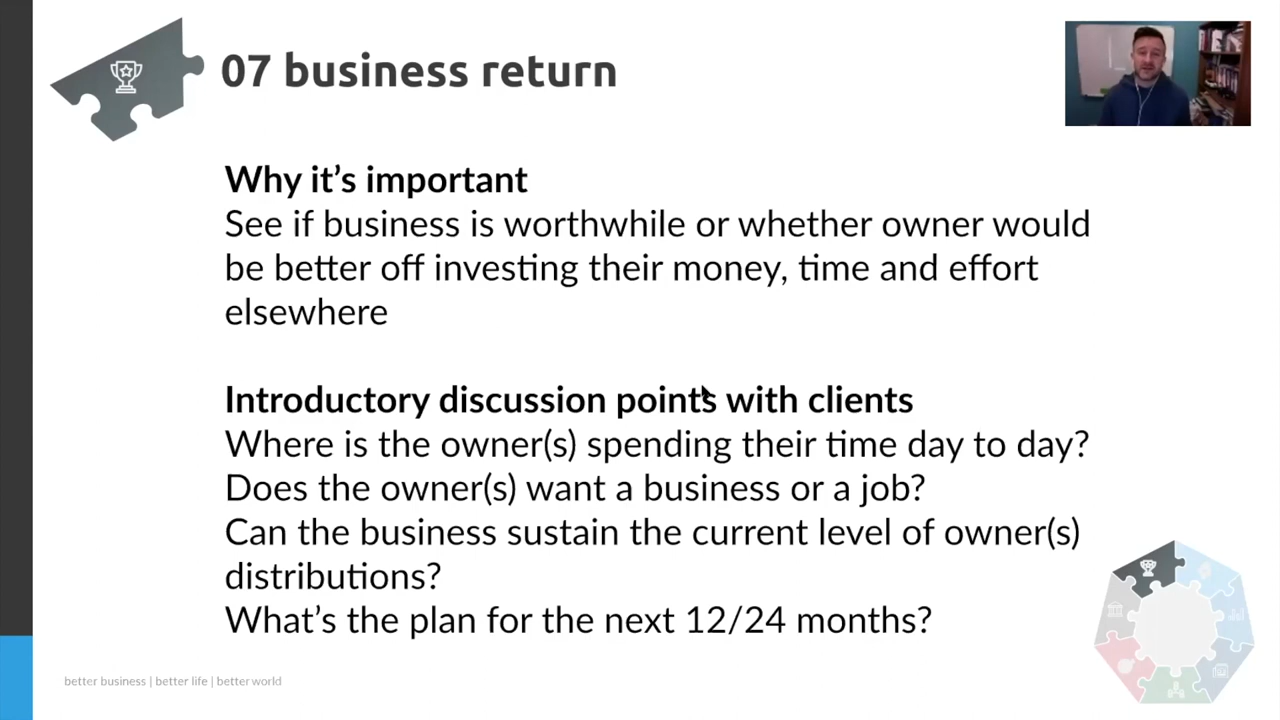 07 business return
Why it's important
See if business is worthwhile or whether owner would
be better off investing their money, time and effort
elsewhere
Introductory discussion points with clients
Where is the owner(s) spending their time day to day?
Does the owner(s) want a business or a job?
Can the business sustain the current level of owner(s)
distributions?
What's the plan for the next 12/24 months?
better business | better life | better world